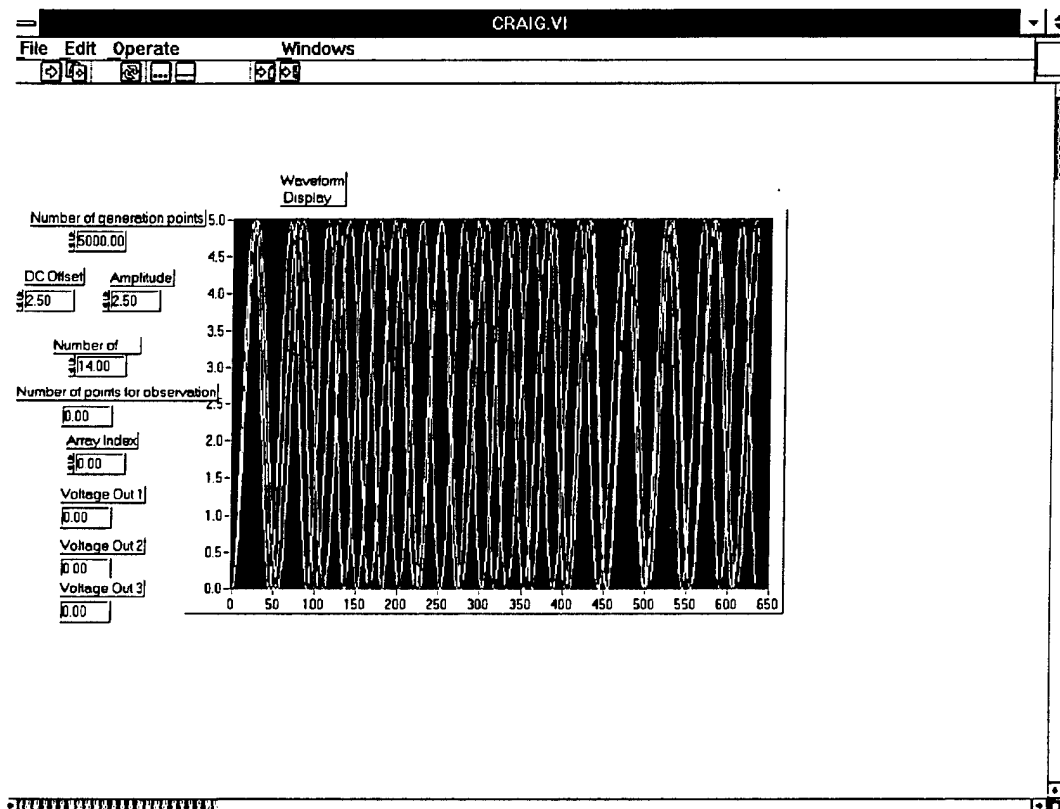 CRAIG.VI
File Edit Operate Windows
Waveform
Display
Number of generation points
5000.00
DC Offset Amplitude
2.50 2.50
Number of
14.00
Number of points for observation
0.00
Array Index
0.00
Voltage Out 1
0.00
Voltage Out 2
0.00
Voltage Out 3
0.00
5.0
4.5
4.0
3.5
3.0
2.5
2.0
1.5
1.0
0.5
0.0
0 50 100 150 200 250 300 350 400 450 500 550 600 650